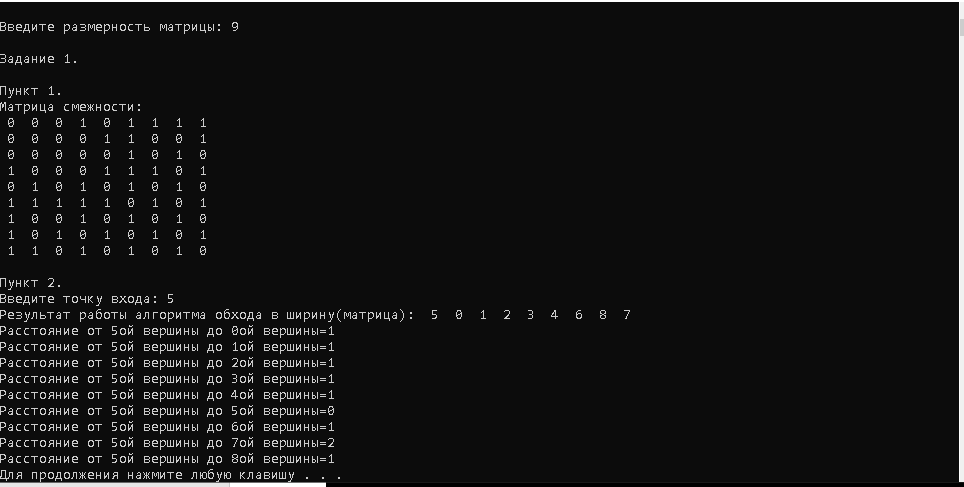 Введите размерность матрицы: 9
Задание 1.
Пункт 1.
Матрица смежности:
0 0 0 1 0 1 1 1 1
0 0 0 0 1 1 0 0 1
0 0 0 0 0 1 0 1 0
1 0 0 0 1 1 1 0 1
0 1 0 1 0 1 0 1 0
1 1 1 1 1 0 1 0 1
1 0 0 1 0 1 0 1 0
1 0 1 0 1 0 1 0 1
1 1 0 1 0 1 0 1 0
Пункт 2.
Введите точку входа: 5
Результат работы алгоритма обхода в ширину(матрица): 5 0 1 2 3 4 6 8 7
Расстояние от 5ой вершины до 0ой вершины=1
Расстояние от 5ой вершины до 1ой вершины=1
Расстояние от 5ой вершины до 2ой вершины=1
Расстояние от 5ой вершины до 3ой вершины=1
Расстояние от 5ой вершины до 4ой вершины=1
Расстояние от 5ой вершины до 5ой вершины=0
Расстояние от 5ой вершины до 6ой вершины=1
Расстояние от 5ой вершины до 7ой вершины=2
Расстояние от 5ой вершины до 8ой вершины=1
Для продолжения нажмите любую клавишу . . .